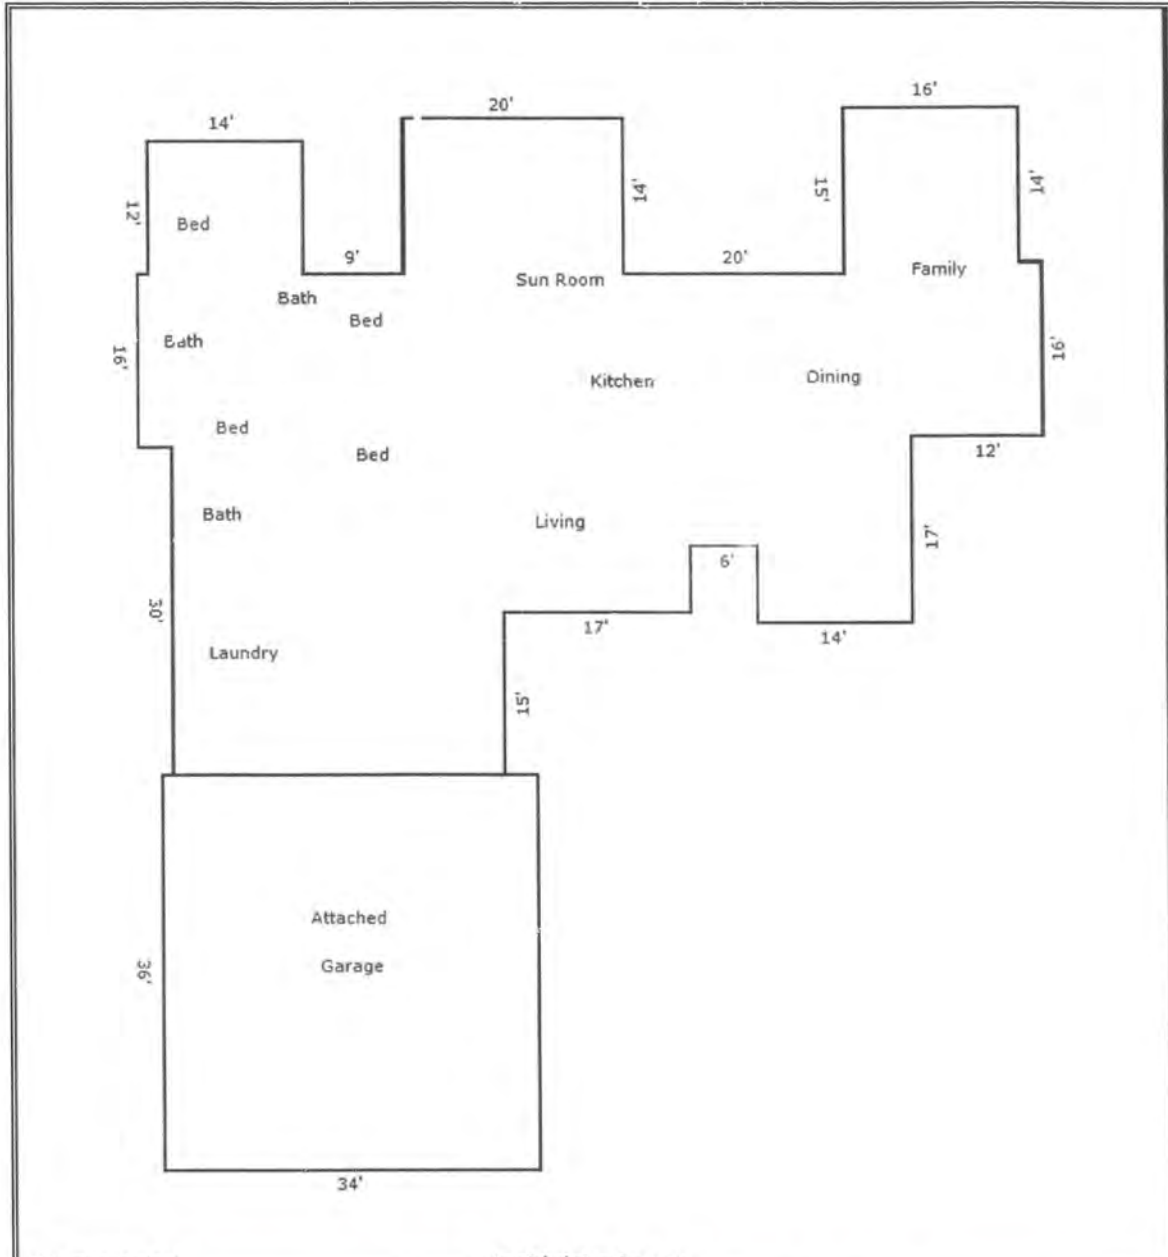 16'
20'
14'
12'
14'
15'
14'
Bed
9'
20'
Family
Sun Room
Bath
Bed
Bath
16'
16'
Kitchen
Dining
Bed
Bed
12'
Bath
Living
17'
6'
30'
17'
14'
Laundry
15'
Attached
Garage
36'
34'